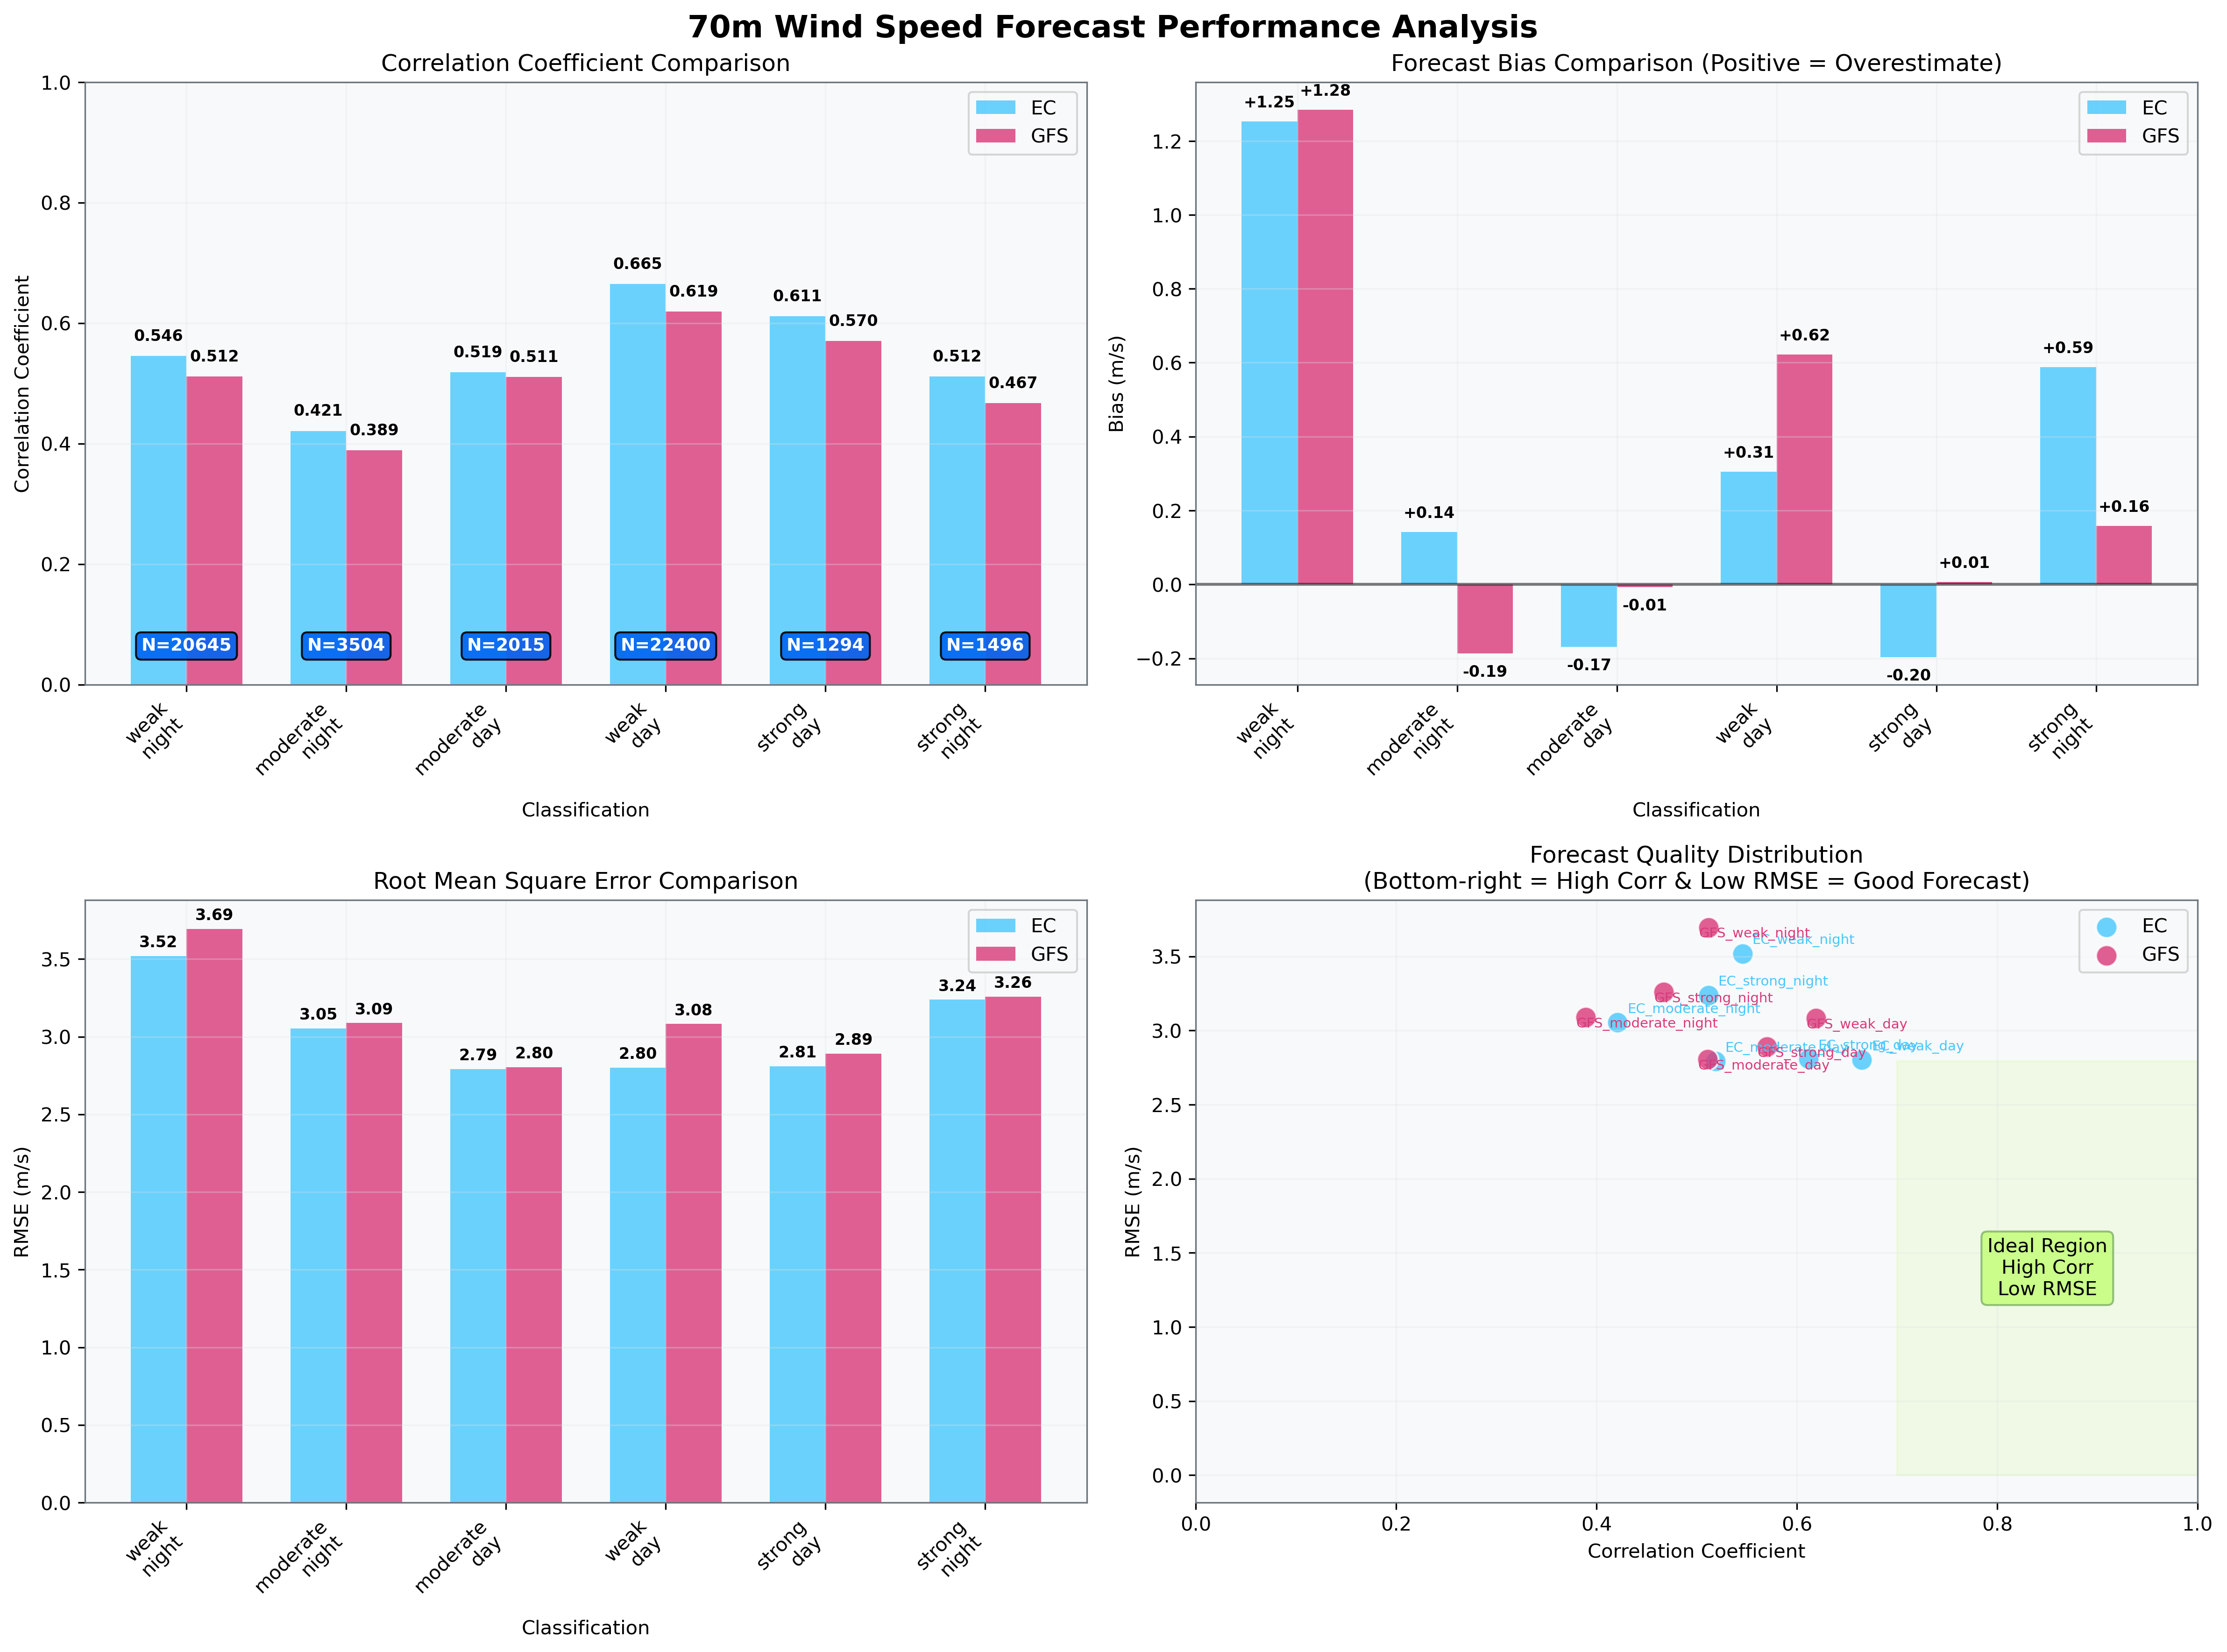 70m Wind Speed Forecast Performance Analysis
Correlation Coefficient Comparison
Correlation Coefficient
1.0
0.8
0.6
0.4
0.2
0.0
EC
GFS
0.546
0.512
0.421
0.389
0.519
0.511
0.665
0.619
0.611
0.570
0.512
0.467
N=20645
N=3504
N=2015
N=22400
N=1294
N=1496
weak
night
moderate
night
moderate
day
weak
day
strong
day
strong
night
Classification
Forecast Bias Comparison (Positive = Overestimate)
Bias (m/s)
1.2
1.0
0.8
0.6
0.4
0.2
0.0
−0.2
EC
GFS
+1.25
+1.28
+0.14
-0.19
-0.17
-0.01
+0.31
+0.62
-0.20
+0.01
+0.59
+0.16
weak
night
moderate
night
moderate
day
weak
day
strong
day
strong
night
Classification
Root Mean Square Error Comparison
RMSE (m/s)
3.5
3.0
2.5
2.0
1.5
1.0
0.5
0.0
EC
GFS
3.52
3.69
3.05
3.09
2.79
2.80
2.80
3.08
2.81
2.89
3.24
3.26
weak
night
moderate
night
moderate
day
weak
day
strong
day
strong
night
Classification
Forecast Quality Distribution
(Bottom-right = High Corr & Low RMSE = Good Forecast)
RMSE (m/s)
3.5
3.0
2.5
2.0
1.5
1.0
0.5
0.0
EC
GFS
GFS_weak_night
EC_weak_night
EC_strong_night
GFS_strong_night
EC_moderate_night
GFS_moderate_night
GFS_weak_day
EC_moderate_day
EC_strong_day
EC_weak_day
GFS_strong_day
GFS_moderate_day
Ideal Region
High Corr
Low RMSE
0.0
0.2
0.4
0.6
0.8
1.0
Correlation Coefficient